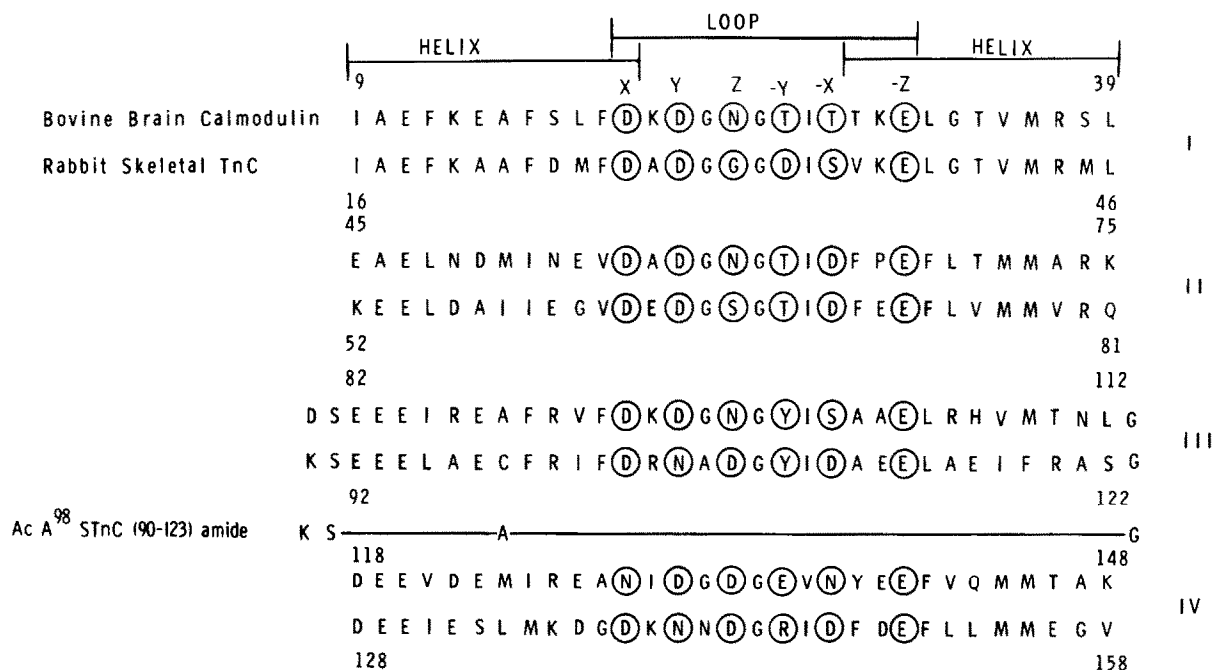 LOOP
HELIX HELIX
9 X Y Z -Y -X -Z 39
Bovine Brain Calmodulin I A E F K E A F S L F D K D G N G T I T T K E L G T V M R S L
I
Rabbit Skeletal TnC I A E F K A A F D M F D A D G G G D I S V K E L G T V M R M L
16 46
45 75
E A E L N D M I N E V D A D G N G T I D F P E F L T M M A R K
II
K E E L D A I I E G V D E D G S G T I D F E E F L V M M V R Q
52 81
82 112
D S E E E I R E A F R V F D K D G N G Y I S A A E L R H V M T N L G
III
K S E E E L A E C F R I F D R N A D G Y I D A E E L A E I F R A S G
92 122
Ac A98 STnC (90-123) amide K S A G
118 148
D E E V D E M I R E A N I D G D G E V N Y E E F V Q M M T A K
IV
D E E I E S L M K D G D K N N D G R I D F D E F L L M M E G V
128 158